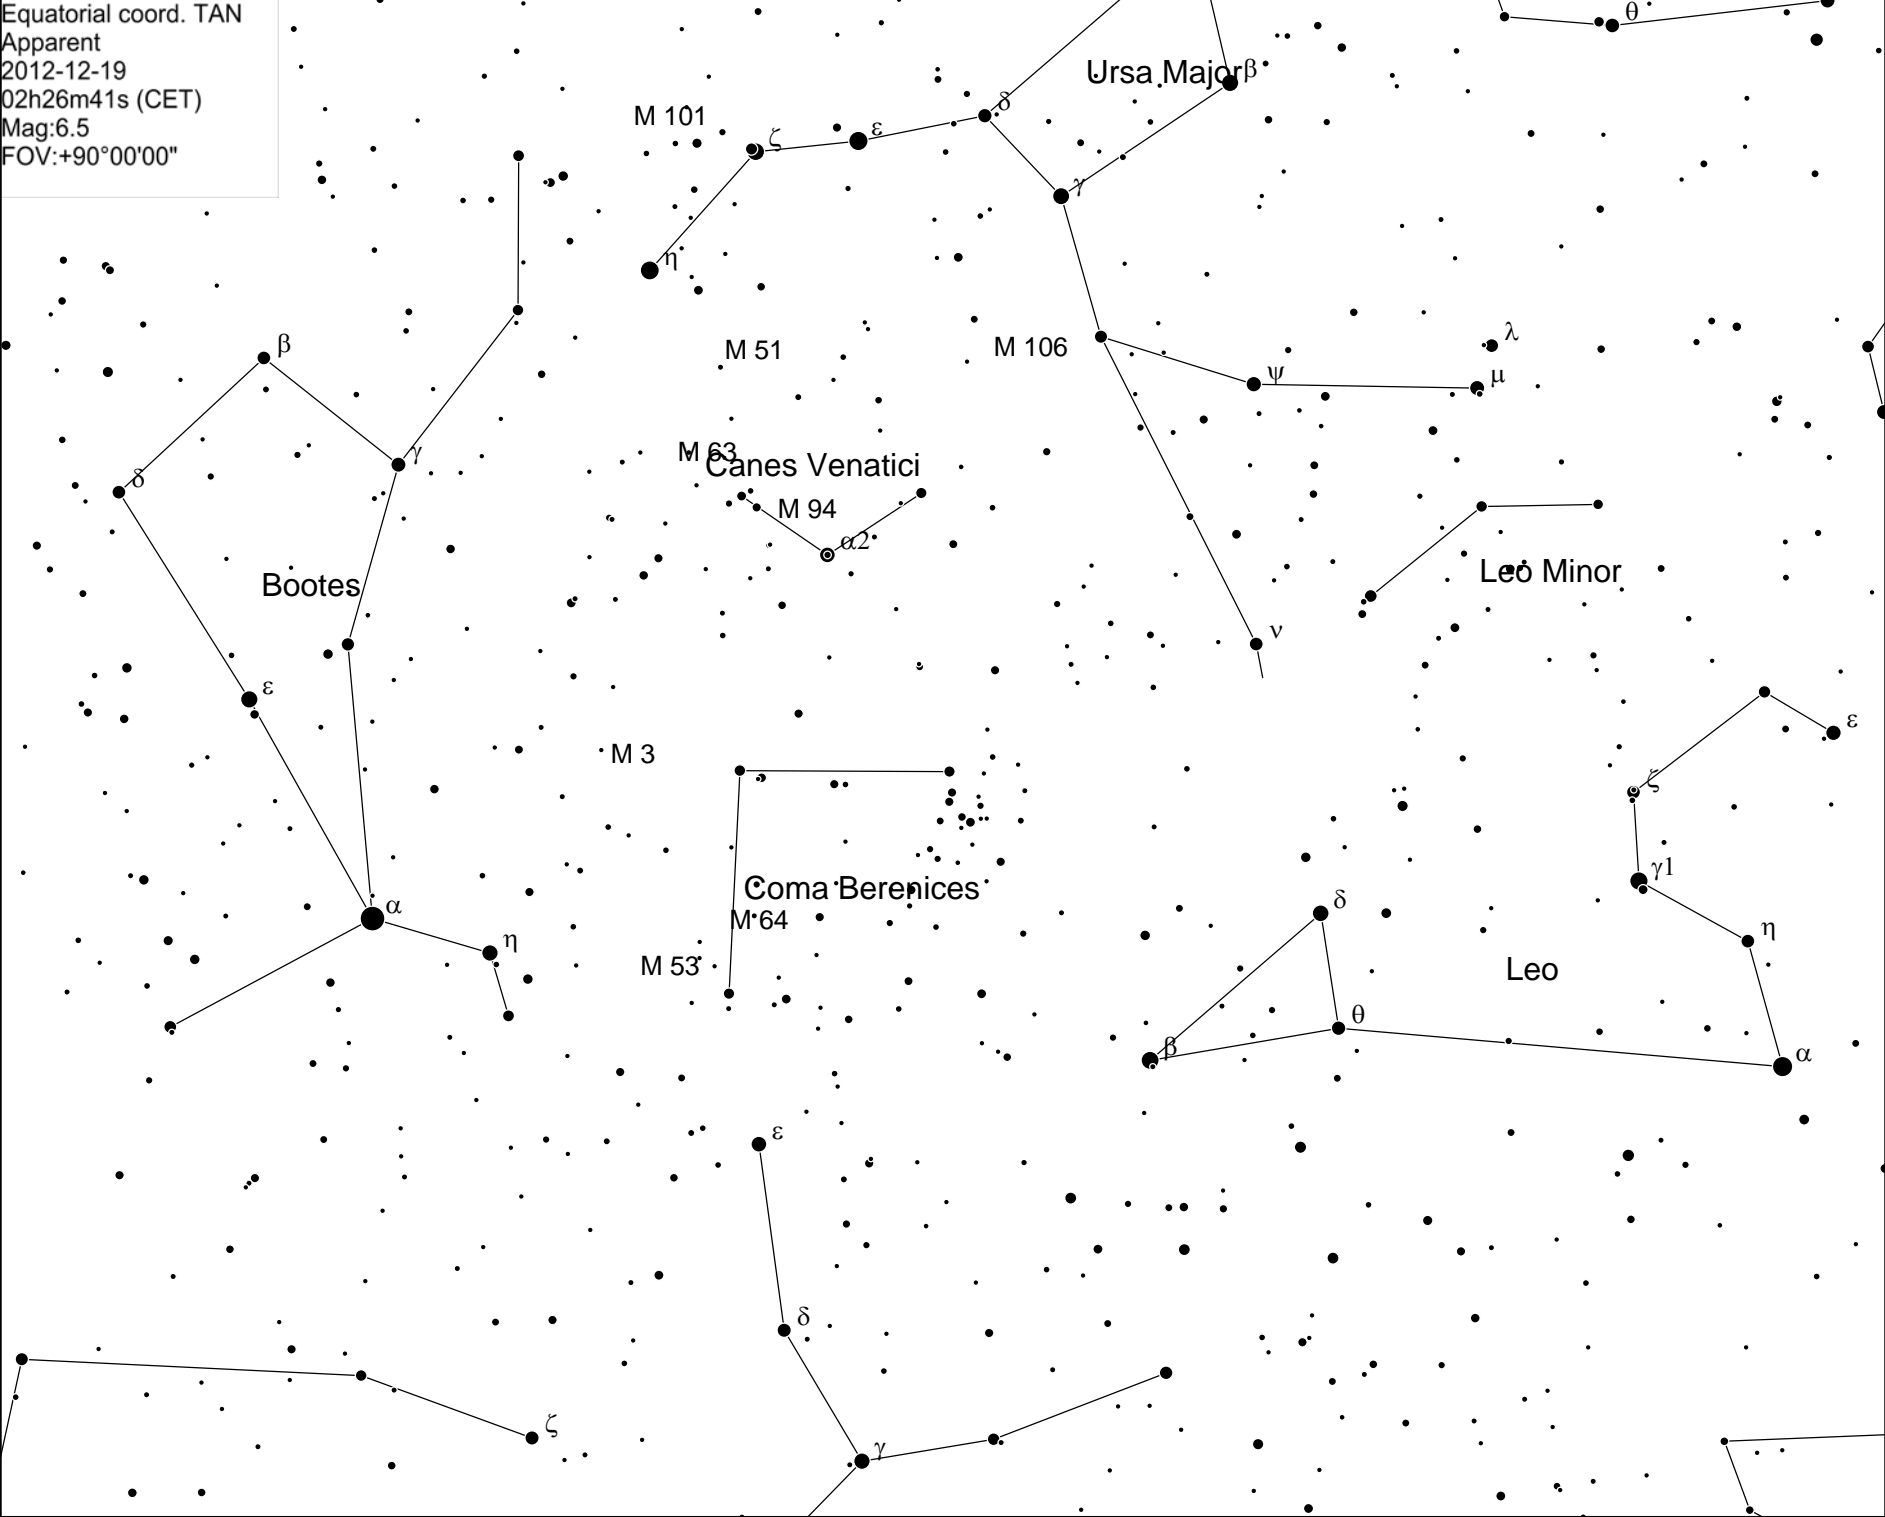 Equatorial coord. TAN
Apparent
2012-12-19
02h26m41s (CET)
Mag:6.5
FOV:+90°00'00"
θ
Ursa Major
β
M 101
δ
ζ
ε
γ
η
β
M 51
M 106
λ
ψ
μ
γ
δ
M 63
Canes Venatici
M 94
α2
Bootes
Leo Minor
ν
ε
ε
M 3
ζ
γ1
Coma Berenices
α
M 64
δ
η
η
M 53
Leo
θ
β
α
ε
δ
ζ
γ